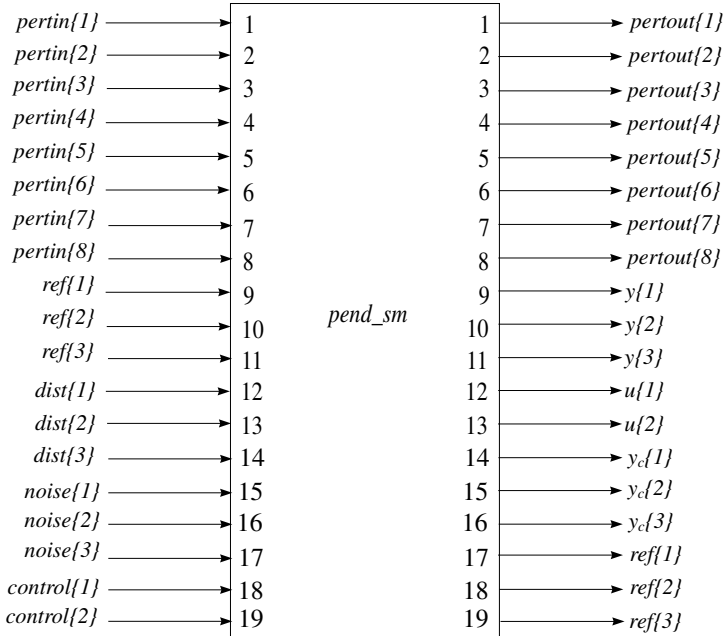 pertin{1} 1 1 pertout{1}
pertin{2} 2 2 pertout{2}
pertin{3} 3 3 pertout{3}
pertin{4} 4 4 pertout{4}
pertin{5} 5 5 pertout{5}
pertin{6} 6 6 pertout{6}
pertin{7} 7 7 pertout{7}
pertin{8} 8 8 pertout{8}
ref{1} 9 9 y{1}
pend_sm
ref{2} 10 10 y{2}
ref{3} 11 11 y{3}
dist{1} 12 12 u{1}
dist{2} 13 13 u{2}
dist{3} 14 14 y_c{1}
noise{1} 15 15 y_c{2}
noise{2} 16 16 y_c{3}
noise{3} 17 17 ref{1}
control{1} 18 18 ref{2}
control{2} 19 19 ref{3}